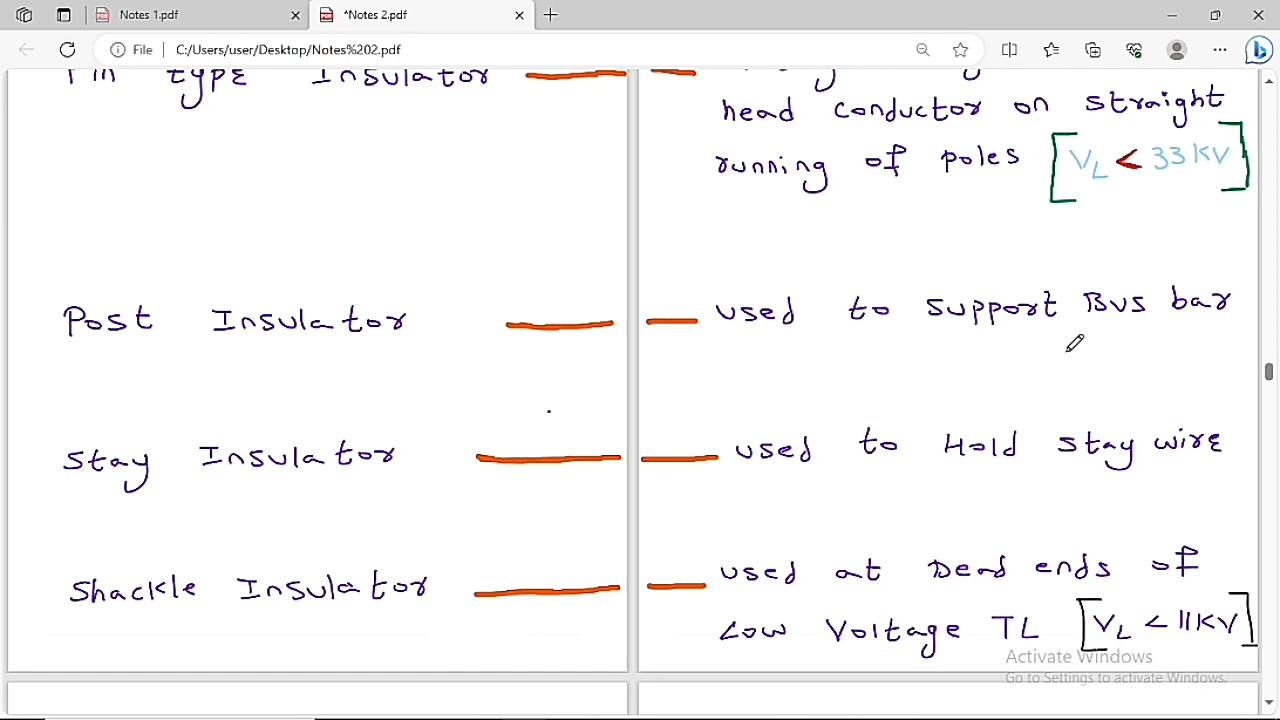 Notes 1.pdf
*Notes 2.pdf
File C:/Users/user/Desktop/Notes%202.pdf
type Insulator
head conductor on straight
running of poles [VL < 33 KV]
Post Insulator
used to support Bus bar
Stay Insulator
used to Hold stay wire
Shackle Insulator
used at Dead ends of
Low Voltage TL [VL < 11KV]
Activate Windows
Go to Settings to activate Windows.